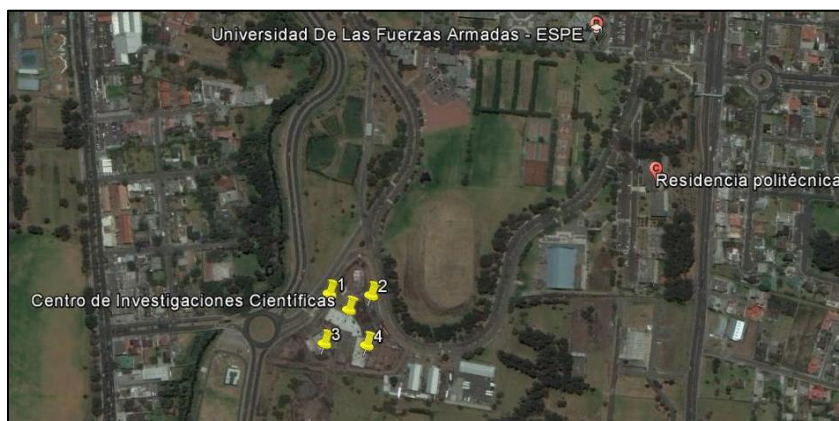 Universidad De Las Fuerzas Armadas - ESPE
Residencia politécnica
1
2
Centro de Investigaciones Científicas
3
4